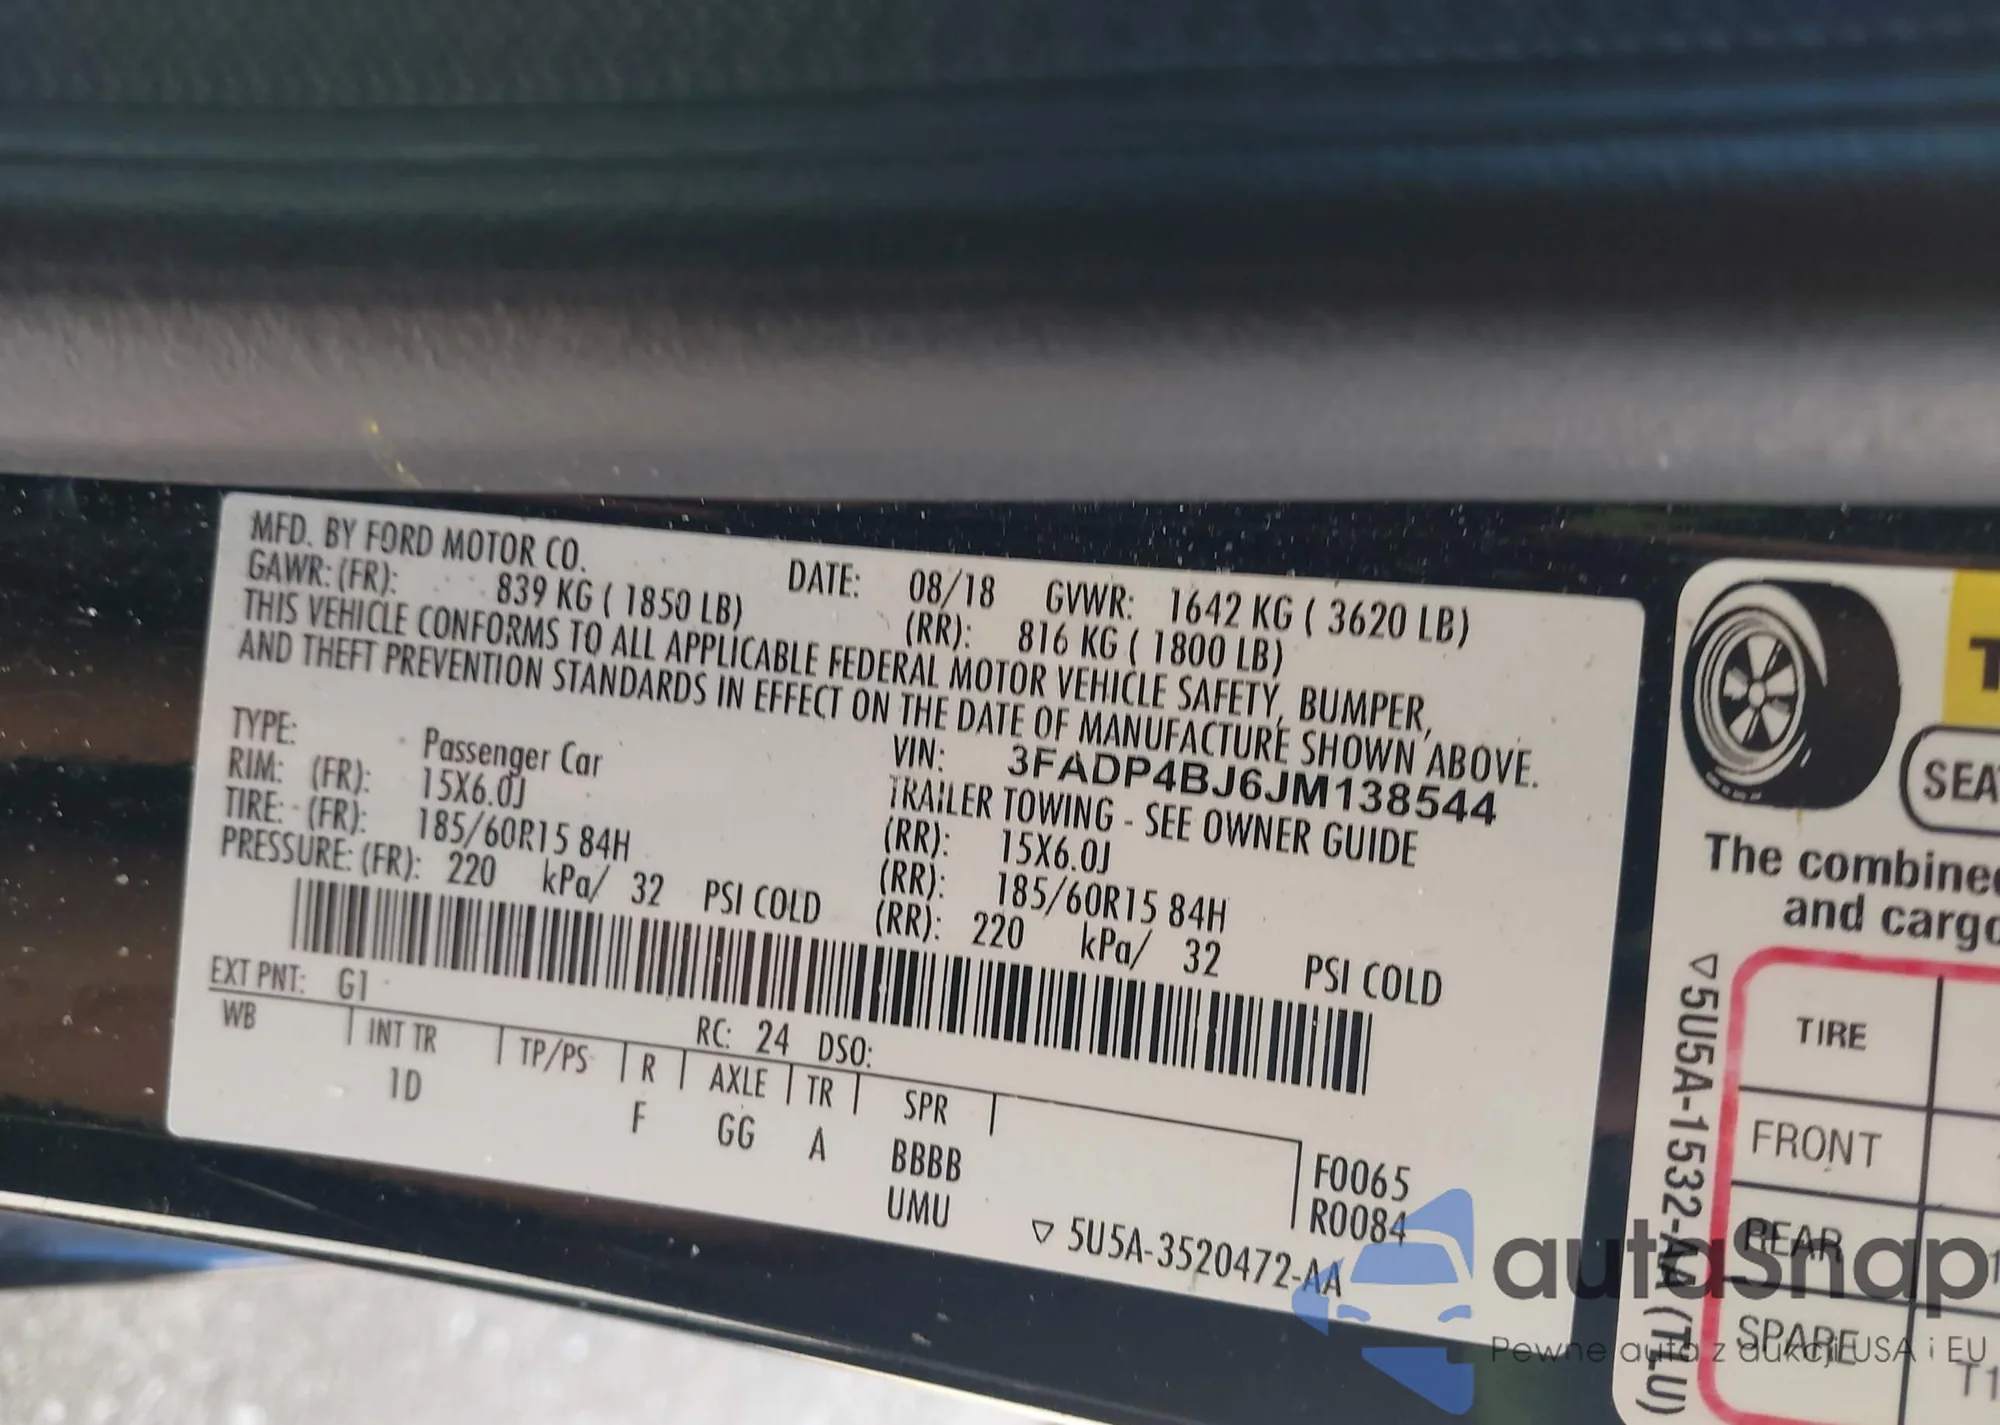 MFD. BY FORD MOTOR CO.
DATE: 08/18 GVWR: 1642 KG ( 3620 LB)
GAWR: (FR): 839 KG ( 1850 LB) (RR): 816 KG ( 1800 LB)
THIS VEHICLE CONFORMS TO ALL APPLICABLE FEDERAL MOTOR VEHICLE SAFETY, BUMPER,
AND THEFT PREVENTION STANDARDS IN EFFECT ON THE DATE OF MANUFACTURE SHOWN ABOVE.
VIN: 3FADP4BJ6JM138544
TYPE: Passenger Car TRAILER TOWING - SEE OWNER GUIDE
RIM: (FR): 15X6.0J (RR): 15X6.0J
TIRE: (FR): 185/60R15 84H (RR): 185/60R15 84H
PRESSURE: (FR): 220 kPa/ 32 PSI COLD (RR): 220 kPa/ 32 PSI COLD
EXT PNT: G1 RC: 24 DSO:
WB INT TR TP/PS R AXLE TR SPR
1D F GG A BBBB F0065
UMU R0084
▽ 5U5A-3520472-AA
SEA
The combine
and cargo
▽5U5A-1532-AA (TLU)
TIRE
FRONT
REAR
SPARE T1
autaSnap
Pewne auta z aukcji USA i EU